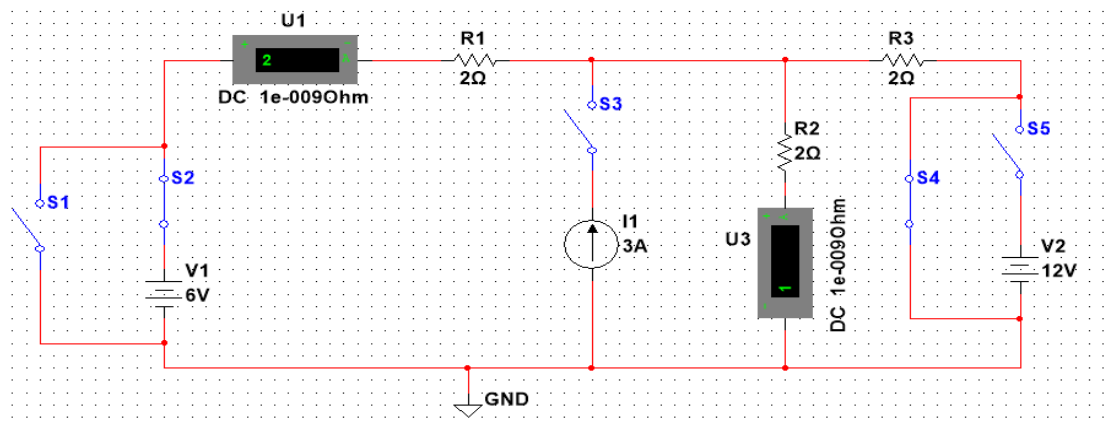 U1
+
-
2
A
DC 1e-009Ohm
R1
2Ω
R3
2Ω
S3
S5
R2
2Ω
S2
S4
S1
I1
3A
U3
+
A
1
-
DC 1e-009Ohm
V2
12V
V1
6V
GND